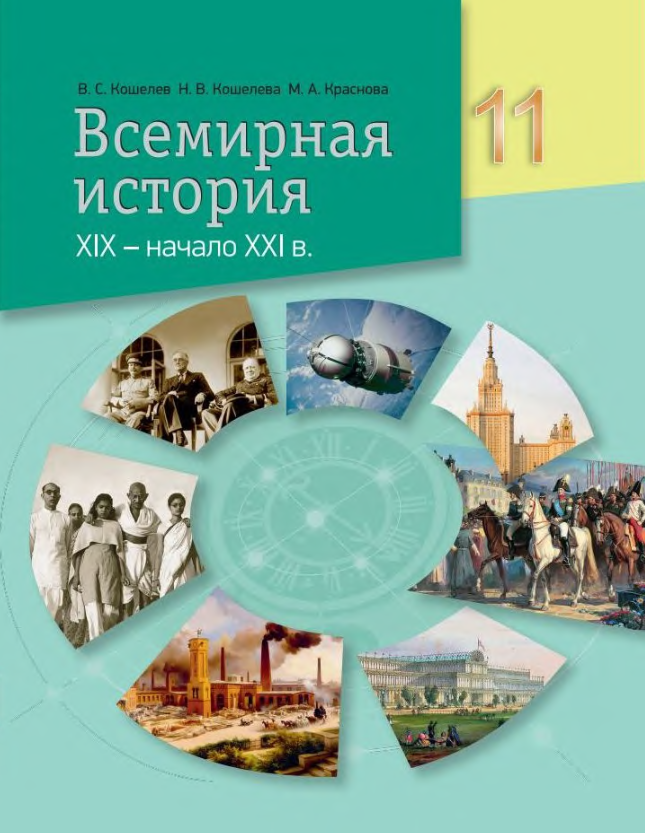 В. С. Кошелев Н. В. Кошелева М. А. Краснова
11
Всемирная
история
XIX – начало XXI в.